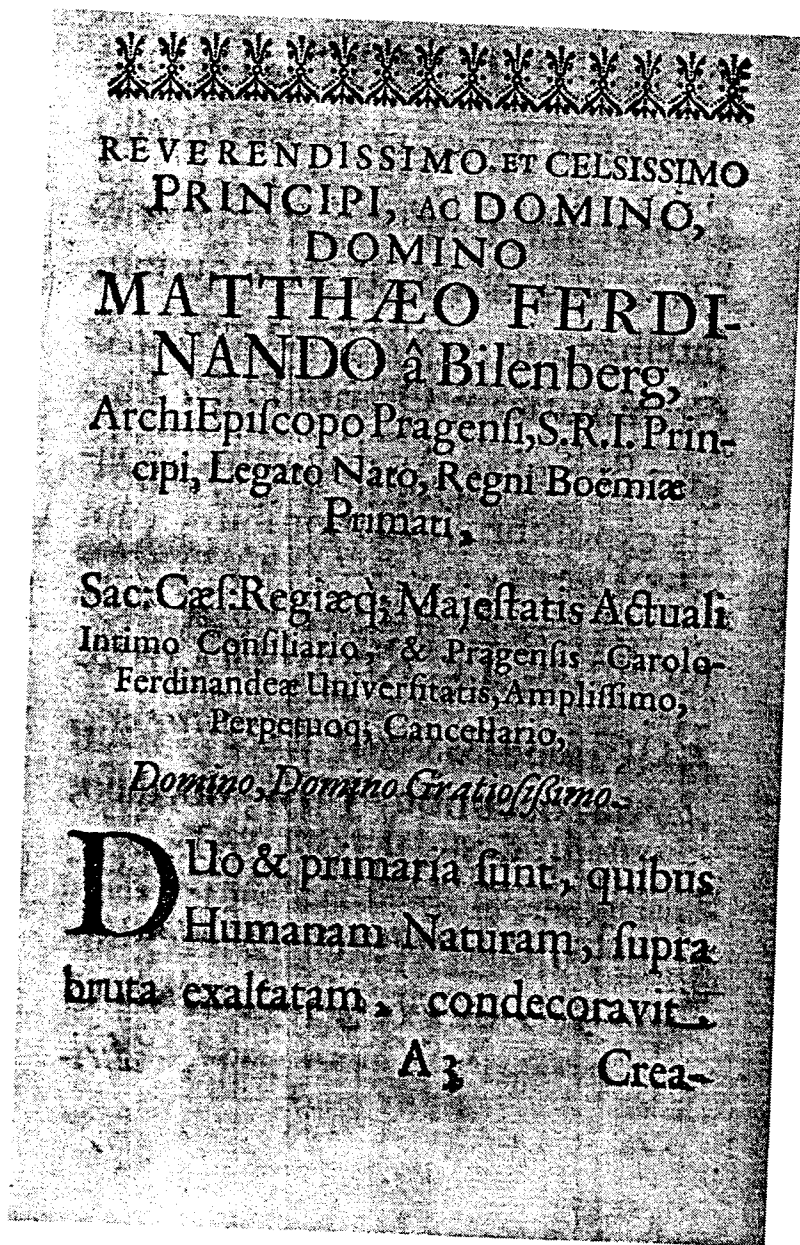 REVERENDISSIMO ET CELSISSIMO
PRINCIPI, AC DOMINO,
DOMINO
MATTHÆO FERDI-
NANDO â Bilenberg,
ArchiEpiſcopo Pragenſi, S.R.I. Prin-
cipi, Legato Nato, Regni Boëmiæ
Primati,
Sac: Cæſ: Regiæq; Majeſtatis Actuali
Intimo Conſiliario, & Pragenſis Carolo-
Ferdinandeæ Univerſitatis, Ampliſſimo,
Perpetuoq; Cancellario,
Domino, Domino Gratioſiſſimo.
DUo & primaria ſunt, quibus
Humanam Naturam, ſupra
bruta exaltatam, condecoravit
A 3 Crea-